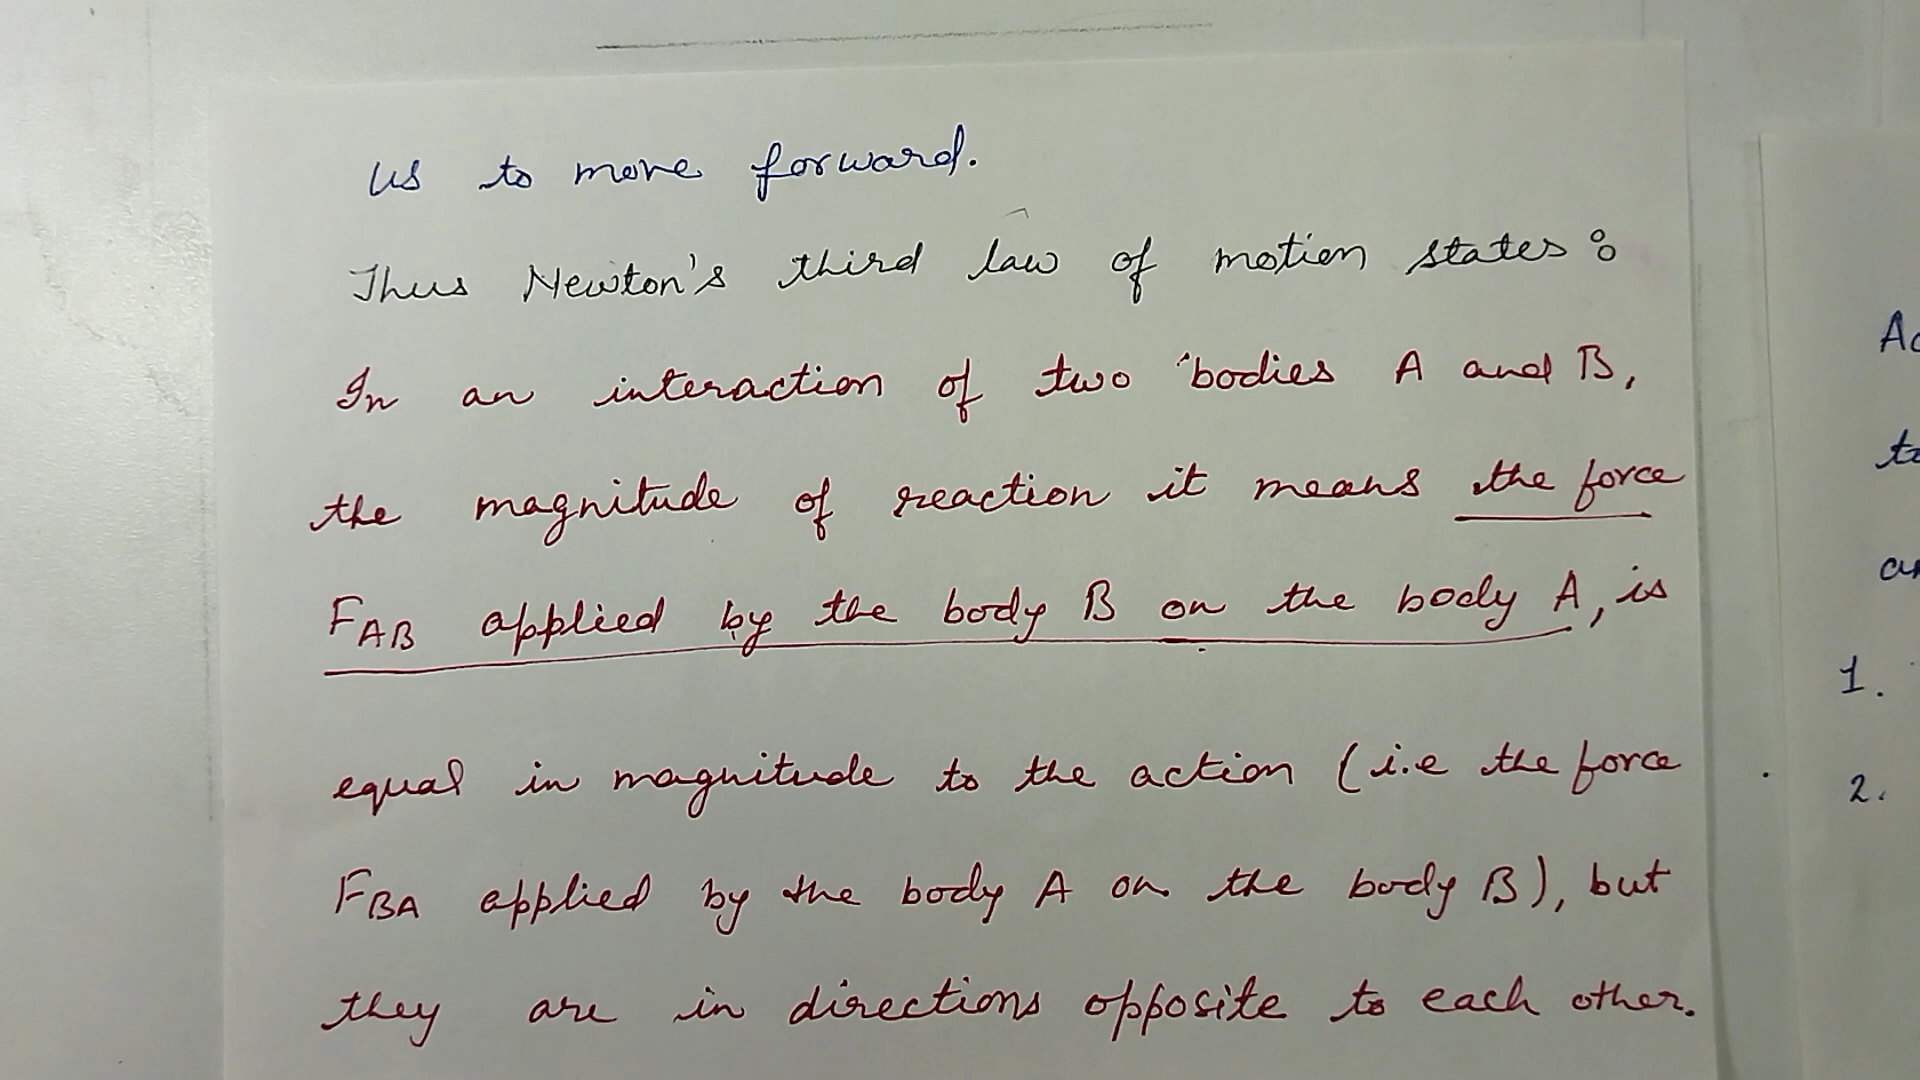 us to move forward.
Thus Newton's third law of motion states :
In an interaction of two bodies A and B,
the magnitude of reaction it means the force
FAB applied by the body B on the body A, is
equal in magnitude to the action (i.e the force
FBA applied by the body A on the body B), but
they are in directions opposite to each other.
1.
2.